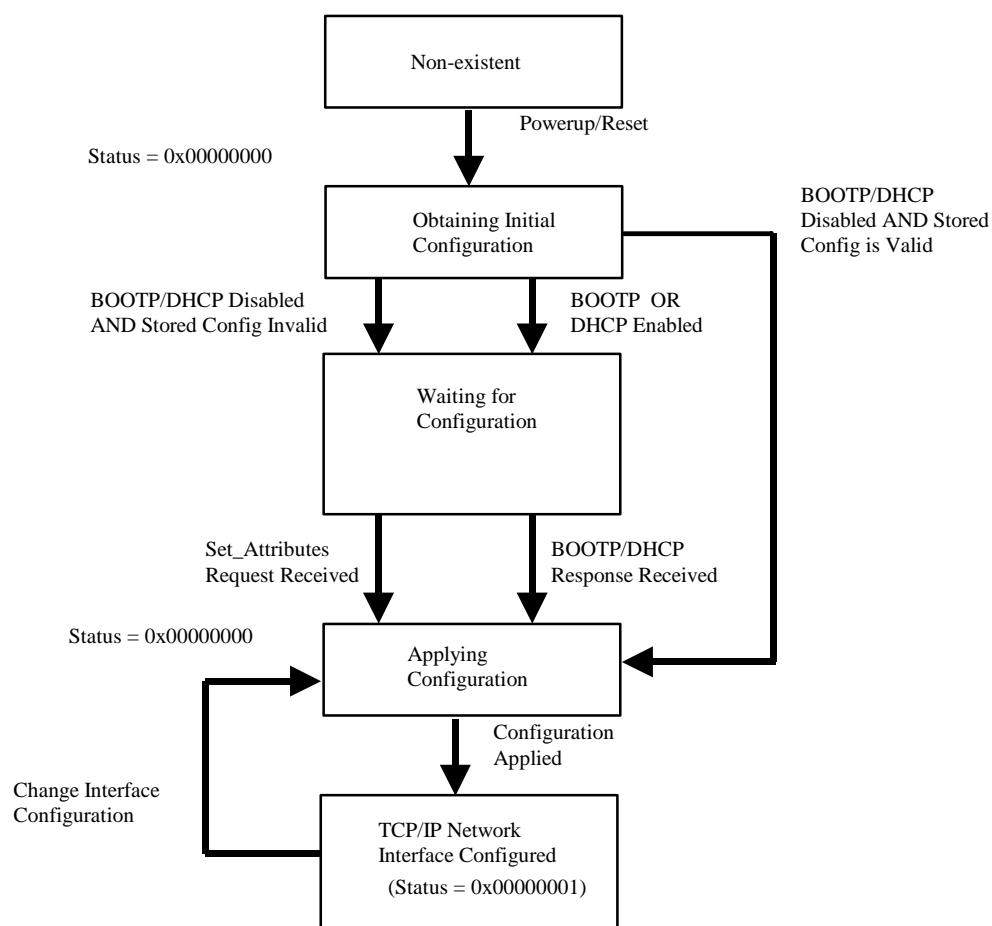 Non-existent
Powerup/Reset
Status = 0x00000000
Obtaining Initial
Configuration
BOOTP/DHCP
Disabled AND Stored
Config is Valid
BOOTP/DHCP Disabled
AND Stored Config Invalid
BOOTP OR
DHCP Enabled
Waiting for
Configuration
Set_Attributes
Request Received
BOOTP/DHCP
Response Received
Status = 0x00000000
Applying
Configuration
Configuration
Applied
Change Interface
Configuration
TCP/IP Network
Interface Configured
(Status = 0x00000001)